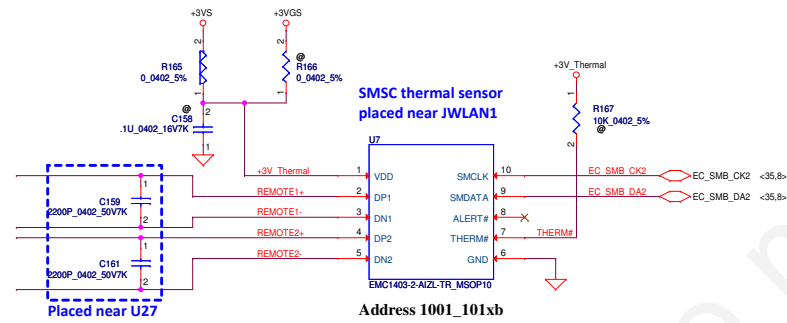 +3VS
+3VGS
2
2
@
R165
0_0402_5%
R166
0_0402_5%
1
1
+3V_Thermal
2
R167
10K_0402_5%
@
1
2
@
C158
.1U_0402_16V7K
2
1
SMSC thermal sensor
placed near JWLAN1
U7
+3V_Thermal
1
VDD
SMCLK
10
EC_SMB_CK2
EC_SMB_CK2 <35,8>
REMOTE1+
2
DP1
SMDATA
9
EC_SMB_DA2
EC_SMB_DA2 <35,8>
REMOTE1-
3
DN1
ALERT#
8
REMOTE2+
4
DP2
THERM#
7
THERM#
REMOTE2-
5
DN2
GND
6
EMC1403-2-AIZL-TR_MSOP10
Address 1001_101xb
1
C159
2200P_0402_50V7K
2
1
C161
2200P_0402_50V7K
2
Placed near U27